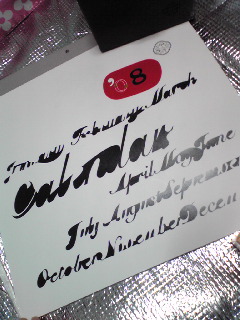 '08
January February March
Calendar
April May June
July August September
October November Decem